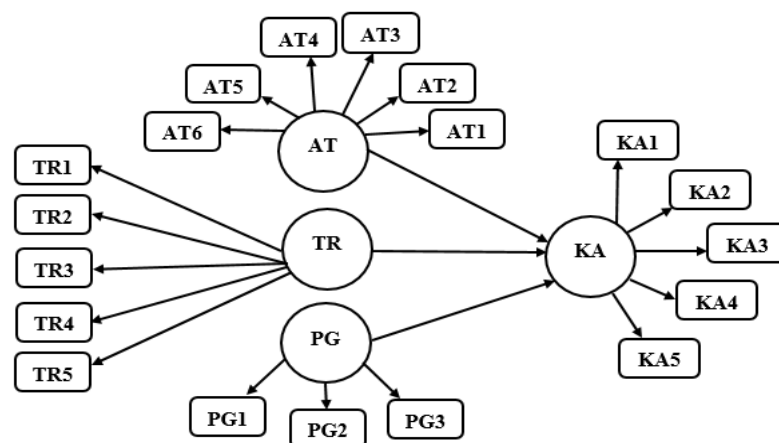 AT4
AT3
AT5
AT2
AT6
AT1
AT
TR1
TR2
TR3
TR4
TR5
TR
PG
PG1
PG2
PG3
KA
KA1
KA2
KA3
KA4
KA5